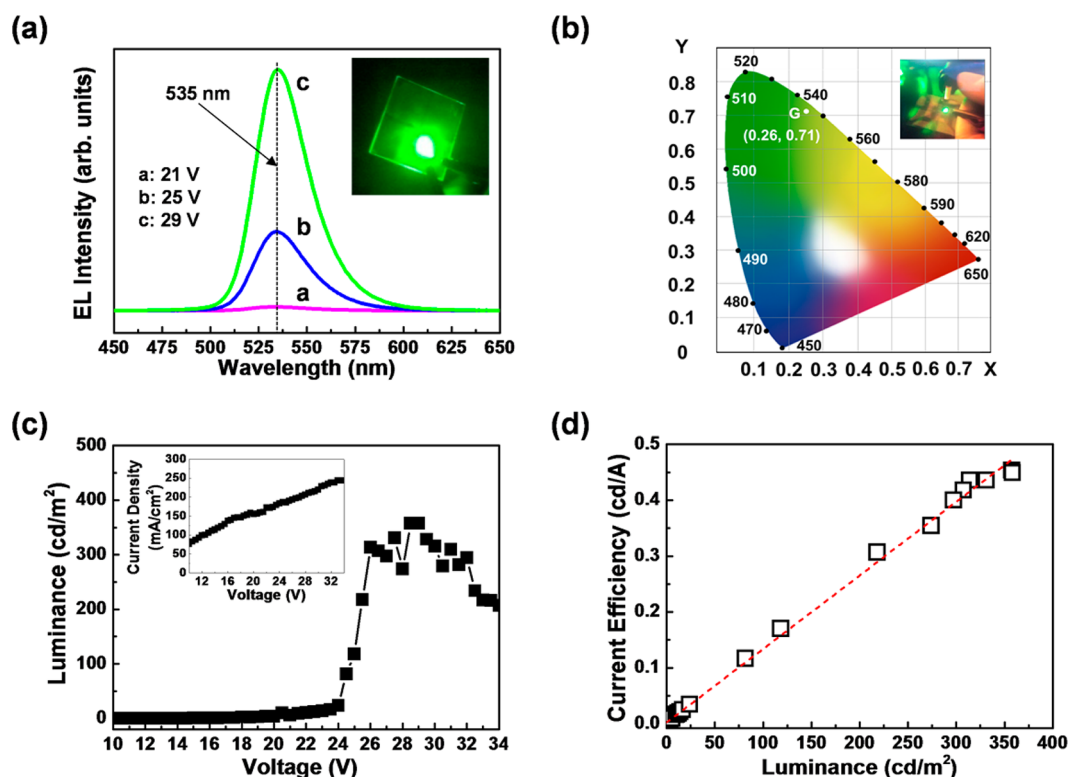 (a)
EL Intensity (arb. units)
535 nm
a: 21 V
b: 25 V
c: 29 V
c
b
a
450 475 500 525 550 575 600 625 650
Wavelength (nm)
(b)
Y
0.8
0.7
0.6
0.5
0.4
0.3
0.2
0.1
0
520
510
540
G
(0.26, 0.71)
560
500
580
590
620
650
490
480
470
450
0.1 0.2 0.3 0.4 0.5 0.6 0.7 X
(c)
Luminance (cd/m²)
500
400
300
200
100
0
Current Density
(mA/cm²)
300
250
200
150
100
50
0
12 16 20 24 28 32
Voltage (V)
10 12 14 16 18 20 22 24 26 28 30 32 34
Voltage (V)
(d)
Current Efficiency (cd/A)
0.5
0.4
0.3
0.2
0.1
0.0
0 50 100 150 200 250 300 350 400
Luminance (cd/m²)